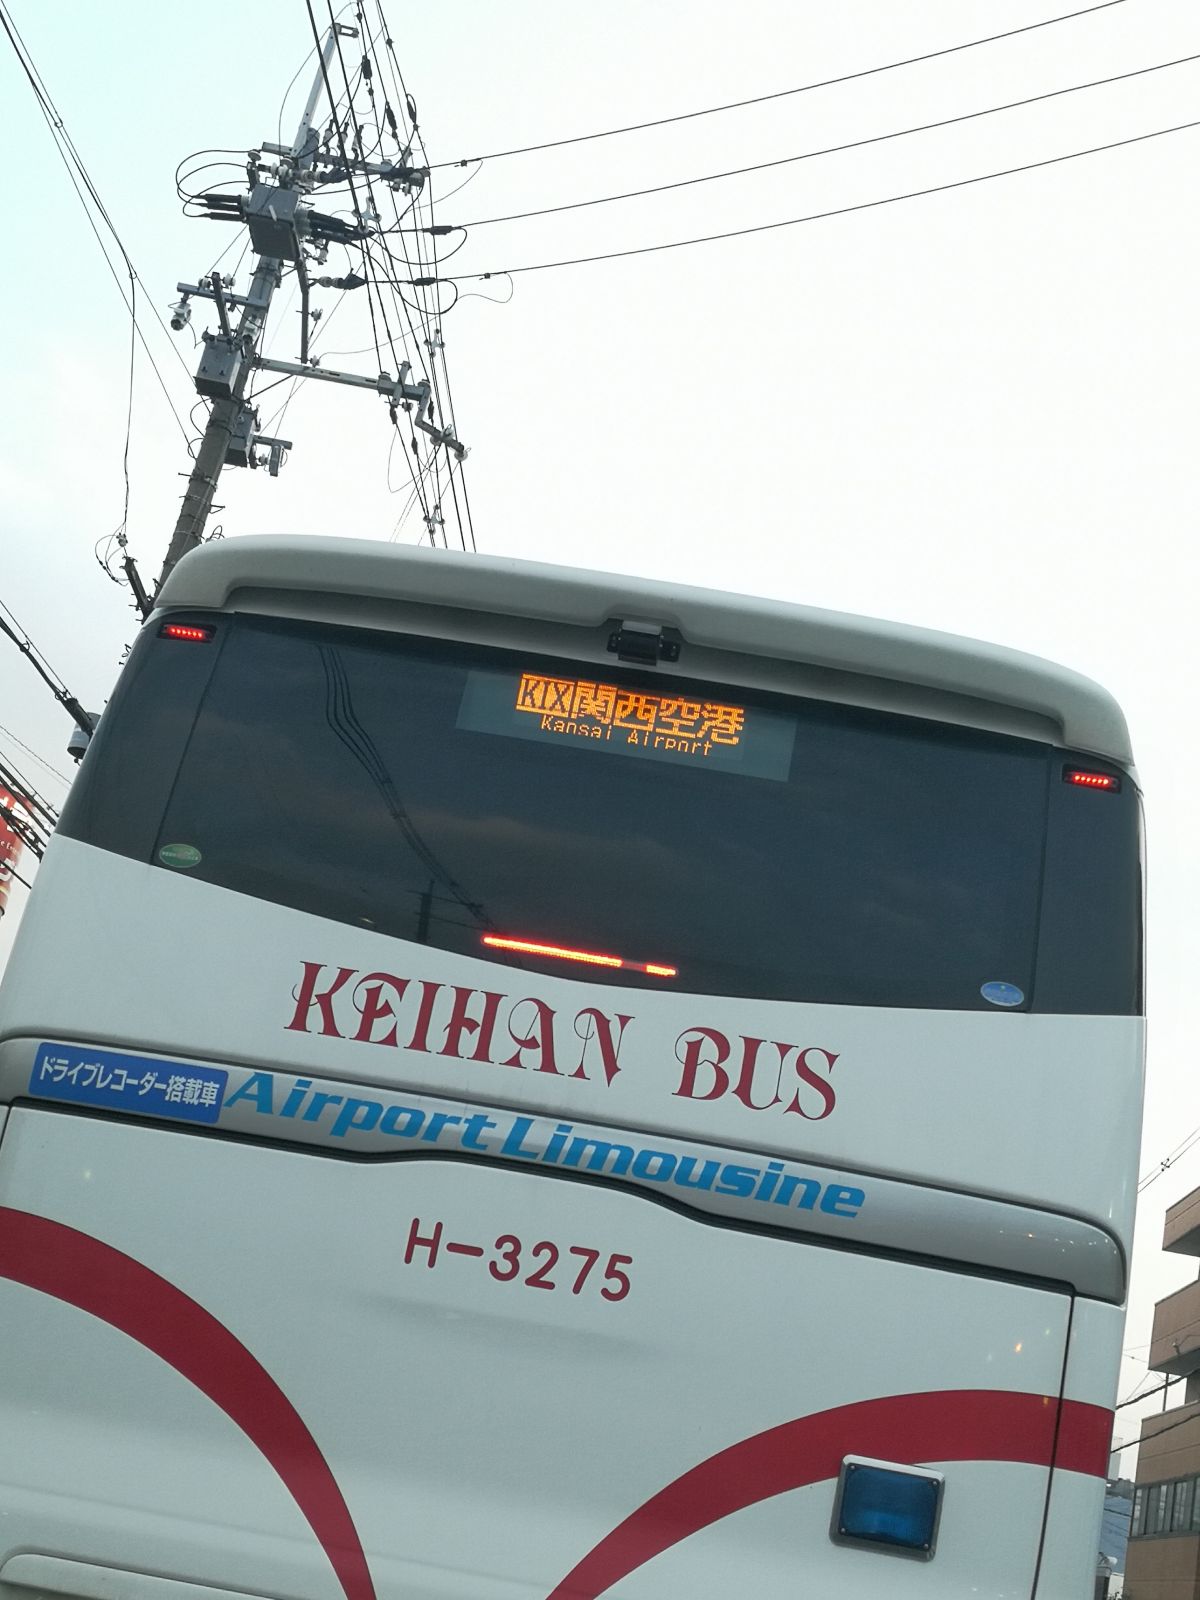 KIX関西空港
Kansai Airport
KEIHAN BUS
ドライブレコーダー搭載車
Airport Limousine
H-3275